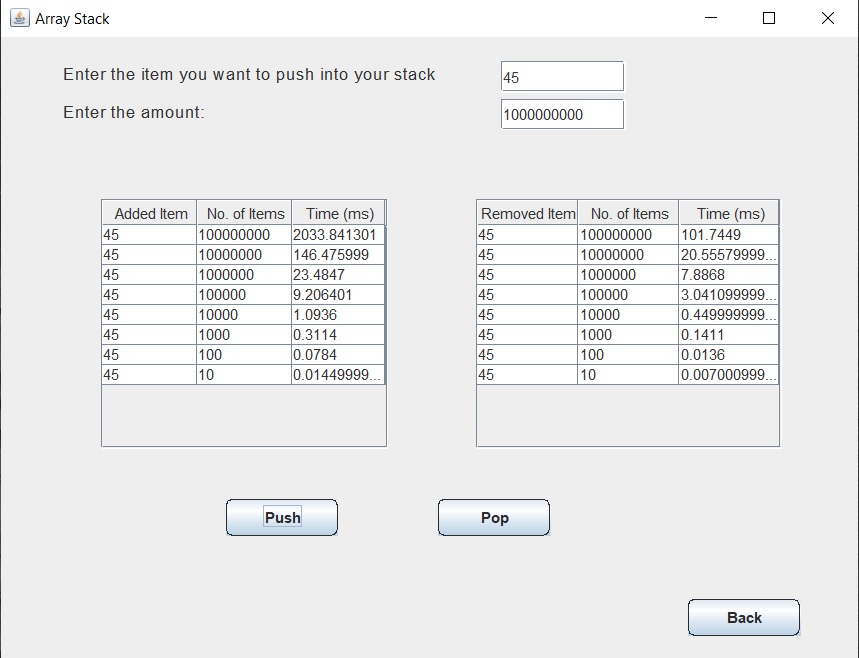 Array Stack
Enter the item you want to push into your stack 45
Enter the amount: 1000000000
Added Item No. of Items Time (ms)
45 100000000 2033.841301
45 10000000 146.475999
45 1000000 23.4847
45 100000 9.206401
45 10000 1.0936
45 1000 0.3114
45 100 0.0784
45 10 0.01449999...
Removed Item No. of Items Time (ms)
45 100000000 101.7449
45 10000000 20.55579999...
45 1000000 7.8868
45 100000 3.041099999...
45 10000 0.449999999...
45 1000 0.1411
45 100 0.0136
45 10 0.007000999...
Push Pop
Back